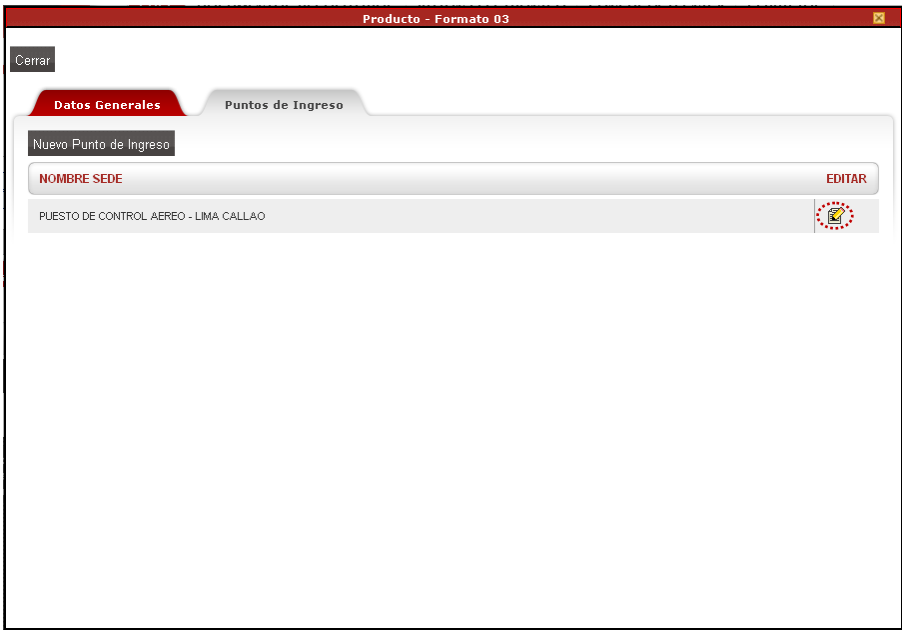 Producto - Formato 03
Cerrar
Datos Generales
Puntos de Ingreso
Nuevo Punto de Ingreso
NOMBRE SEDE EDITAR
PUESTO DE CONTROL AEREO - LIMA CALLAO